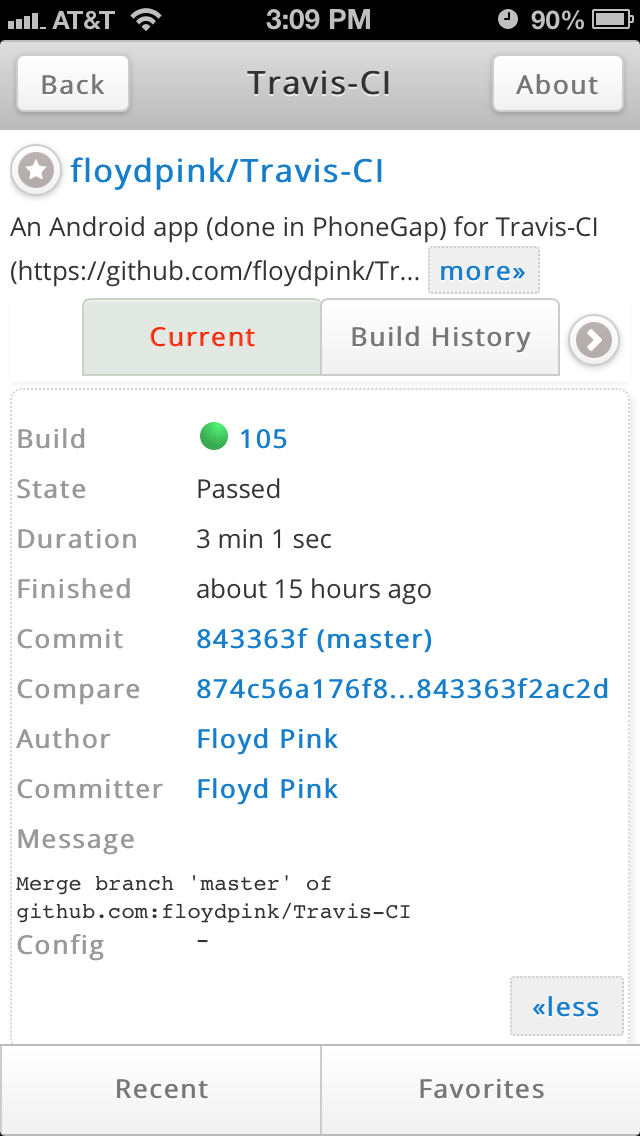 AT&T 3:09 PM 90%
Back Travis-CI About
floydpink/Travis-CI
An Android app (done in PhoneGap) for Travis-CI
(https://github.com/floydpink/Tr... more»
Current Build History
Build 105
State Passed
Duration 3 min 1 sec
Finished about 15 hours ago
Commit 843363f (master)
Compare 874c56a176f8...843363f2ac2d
Author Floyd Pink
Committer Floyd Pink
Message
Merge branch 'master' of
github.com:floydpink/Travis-CI
Config -
«less
Recent Favorites